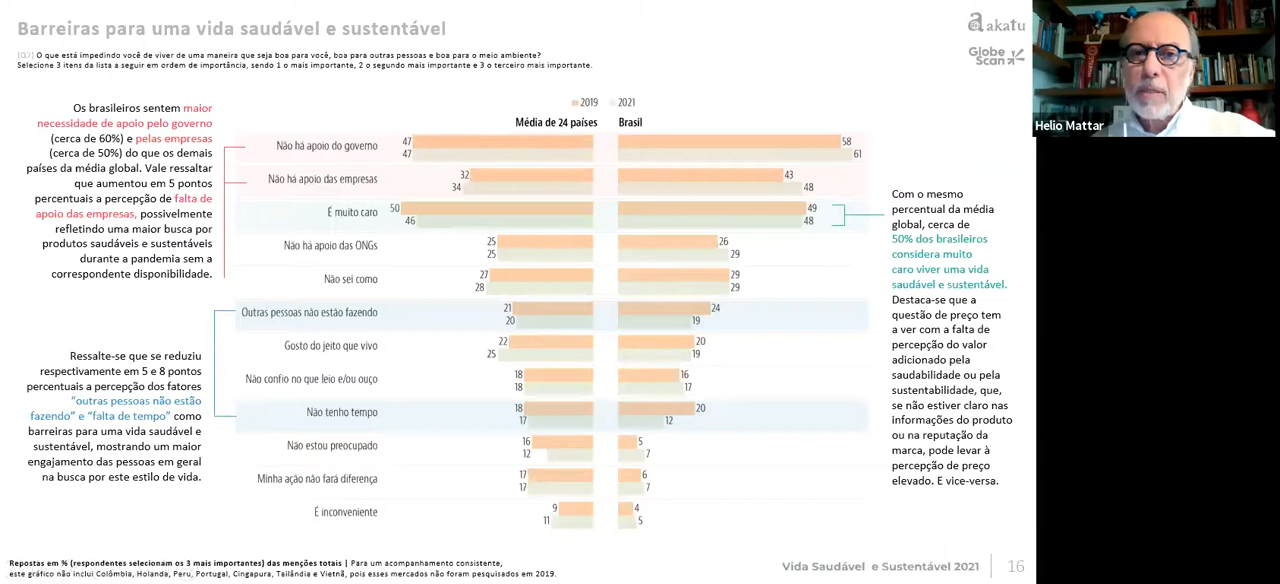 Barreiras para uma vida saudável e sustentável
(Q7) O que está impedindo você de viver de uma maneira que seja boa para você, boa para outras pessoas e boa para o meio ambiente?
Selecione 3 itens da lista a seguir em ordem de importância, sendo 1 o mais importante, 2 o segundo mais importante e 3 o terceiro mais importante.
akatu
Globe
Scan
Helio Mattar
Os brasileiros sentem maior
necessidade de apoio pelo governo
(cerca de 60%) e pelas empresas
(cerca de 50%) do que os demais
países da média global. Vale ressaltar
que aumentou em 5 pontos
percentuais a percepção de falta de
apoio das empresas, possivelmente
refletindo uma maior busca por
produtos saudáveis e sustentáveis
durante a pandemia sem a
correspondente disponibilidade.
Ressalte-se que se reduziu
respectivamente em 5 e 8 pontos
percentuais a percepção dos fatores
"outras pessoas não estão
fazendo" e "falta de tempo" como
barreiras para uma vida saudável e
sustentável, mostrando um maior
engajamento das pessoas em geral
na busca por este estilo de vida.
2019 2021
Média de 24 países Brasil
Não há apoio do governo 47 58
47 61
Não há apoio das empresas 32 43
34 48
É muito caro 50 49
46 48
Não há apoio das ONGs 25 26
25 29
Não sei como 27 29
28 29
Outras pessoas não estão fazendo 21 24
20 19
Gosto do jeito que vivo 22 20
25 19
Não confio no que leio e/ou ouço 18 16
18 17
Não tenho tempo 18 20
17 12
Não estou preocupado 16 5
12 7
Minha ação não fará diferença 17 6
17 7
É inconveniente 9 4
11 5
Com o mesmo
percentual da média
global, cerca de
50% dos brasileiros
considera muito
caro viver uma vida
saudável e sustentável.
Destaca-se que a
questão de preço tem
a ver com a falta de
percepção do valor
adicionado pela
saudabilidade ou pela
sustentabilidade, que,
se não estiver claro nas
informações do produto
ou na reputação da
marca, pode levar à
percepção de preço
elevado. E vice-versa.
Repostas em % (respondentes selecionam os 3 mais importantes) das menções totais | Para um acompanhamento consistente,
este gráfico não inclui Colômbia, Holanda, Peru, Portugal, Cingapura, Tailândia e Vietnã, pois esses mercados não foram pesquisados em 2019.
Vida Saudável e Sustentável 2021 | 16